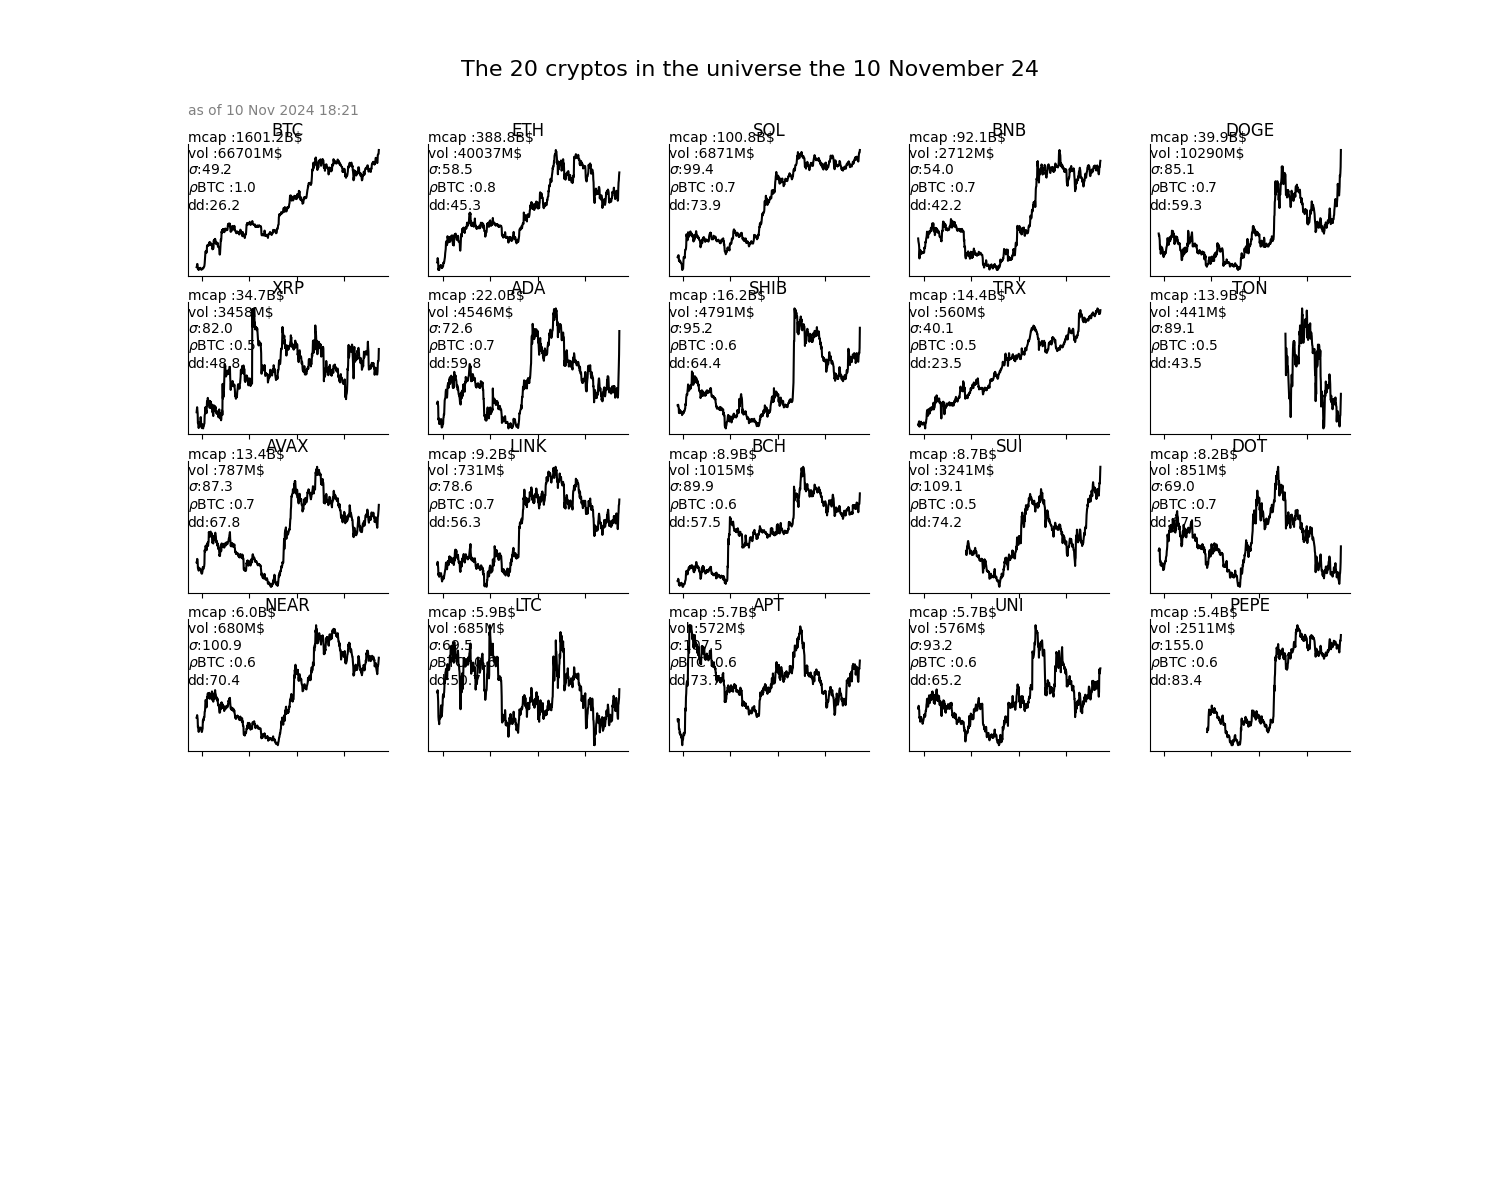 The 20 cryptos in the universe the 10 November 24
as of 10 Nov 2024 18:21
BTC
mcap :1601.2B$
vol :66701M$
σ:49.2
ρBTC :1.0
dd:26.2
ETH
mcap :388.8B$
vol :40037M$
σ:58.5
ρBTC :0.8
dd:45.3
SOL
mcap :100.8B$
vol :6871M$
σ:99.4
ρBTC :0.7
dd:73.9
BNB
mcap :92.1B$
vol :2712M$
σ:54.0
ρBTC :0.7
dd:42.2
DOGE
mcap :39.9B$
vol :10290M$
σ:85.1
ρBTC :0.7
dd:59.3
XRP
mcap :34.7B$
vol :3458M$
σ:82.0
ρBTC :0.5
dd:48.8
ADA
mcap :22.0B$
vol :4546M$
σ:72.6
ρBTC :0.7
dd:59.8
SHIB
mcap :16.2B$
vol :4791M$
σ:95.2
ρBTC :0.6
dd:64.4
TRX
mcap :14.4B$
vol :560M$
σ:40.1
ρBTC :0.5
dd:23.5
TON
mcap :13.9B$
vol :441M$
σ:89.1
ρBTC :0.5
dd:43.5
AVAX
mcap :13.4B$
vol :787M$
σ:87.3
ρBTC :0.7
dd:67.8
LINK
mcap :9.2B$
vol :731M$
σ:78.6
ρBTC :0.7
dd:56.3
BCH
mcap :8.9B$
vol :1015M$
σ:89.9
ρBTC :0.6
dd:57.5
SUI
mcap :8.7B$
vol :3241M$
σ:109.1
ρBTC :0.5
dd:74.2
DOT
mcap :8.2B$
vol :851M$
σ:69.0
ρBTC :0.7
NEAR
mcap :6.0B$
vol :680M$
σ:100.9
ρBTC :0.6
dd:70.4
LTC
mcap :5.9B$
vol :685M$
APT
mcap :5.7B$
vol :572M$
σ:107.5
ρBTC :0.6
UNI
mcap :5.7B$
vol :576M$
σ:93.2
ρBTC :0.6
dd:65.2
PEPE
mcap :5.4B$
vol :2511M$
σ:155.0
ρBTC :0.6
dd:83.4